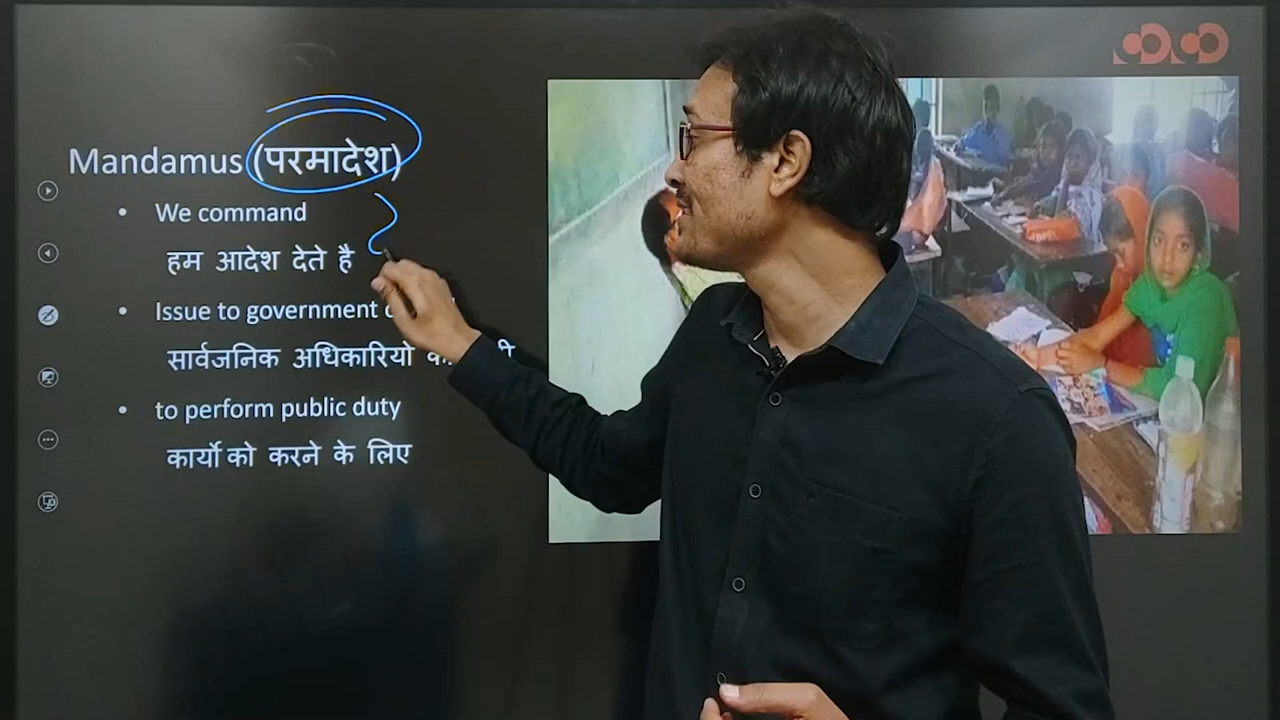 Mandamus (परमादेश)
We command
हम आदेश देते है
Issue to government
सार्वजनिक अधिकारियो
to perform public duty
कार्यो को करने के लिए